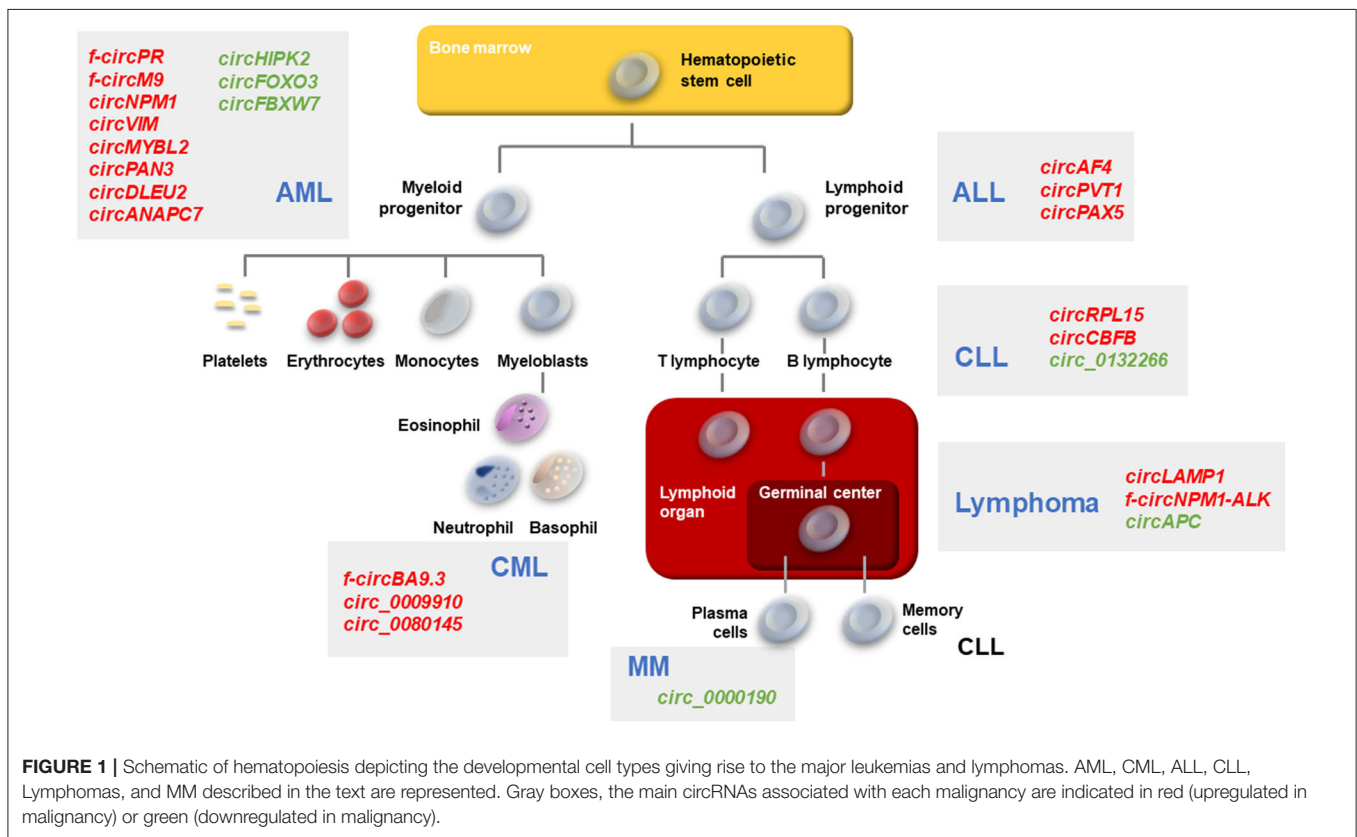 Bone marrow
Hematopoietic
stem cell
f-circPR
f-circM9
circNPM1
circVIM
circMYBL2
circPAN3
circDLEU2
circANAPC7
circHIPK2
circFOXO3
circFBXW7
AML
Myeloid
progenitor
Lymphoid
progenitor
ALL
circAF4
circPVT1
circPAX5
Platelets
Erythrocytes
Monocytes
Myeloblasts
T lymphocyte
B lymphocyte
CLL
circRPL15
circCBFB
circ_0132266
Eosinophil
Neutrophil
Basophil
Lymphoid
organ
Germinal center
Lymphoma
circLAMP1
f-circNPM1-ALK
circAPC
CML
f-circBA9.3
circ_0009910
circ_0080145
Plasma
cells
Memory
cells
CLL
MM
circ_0000190
FIGURE 1 | Schematic of hematopoiesis depicting the developmental cell types giving rise to the major leukemias and lymphomas. AML, CML, ALL, CLL,
Lymphomas, and MM described in the text are represented. Gray boxes, the main circRNAs associated with each malignancy are indicated in red (upregulated in
malignancy) or green (downregulated in malignancy).